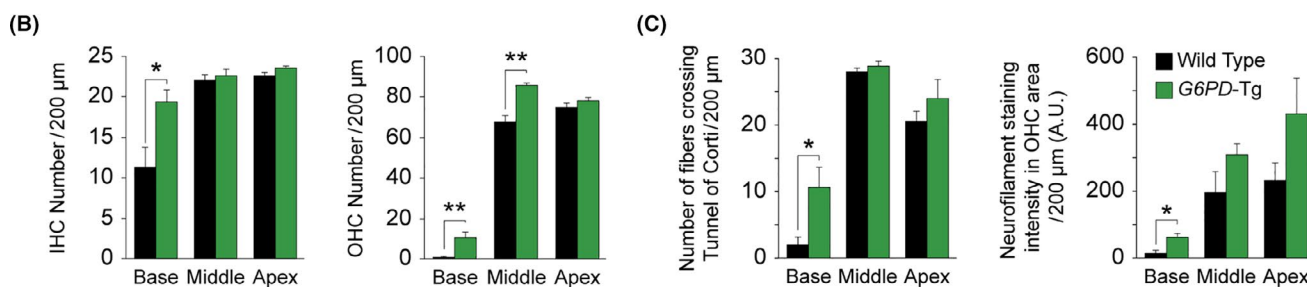 (B)
IHC Number/200 µm
25
20
15
10
5
0
*
Base Middle Apex
OHC Number/200 µm
100
80
60
40
20
0
**
**
Base Middle Apex
(C)
Number of fibers crossing
Tunnel of Corti/200 µm
30
20
10
0
*
Base Middle Apex
Neurofilament staining
intensity in OHC area
/200 µm (A.U.)
600
400
200
0
*
Base Middle Apex
Wild Type
G6PD-Tg